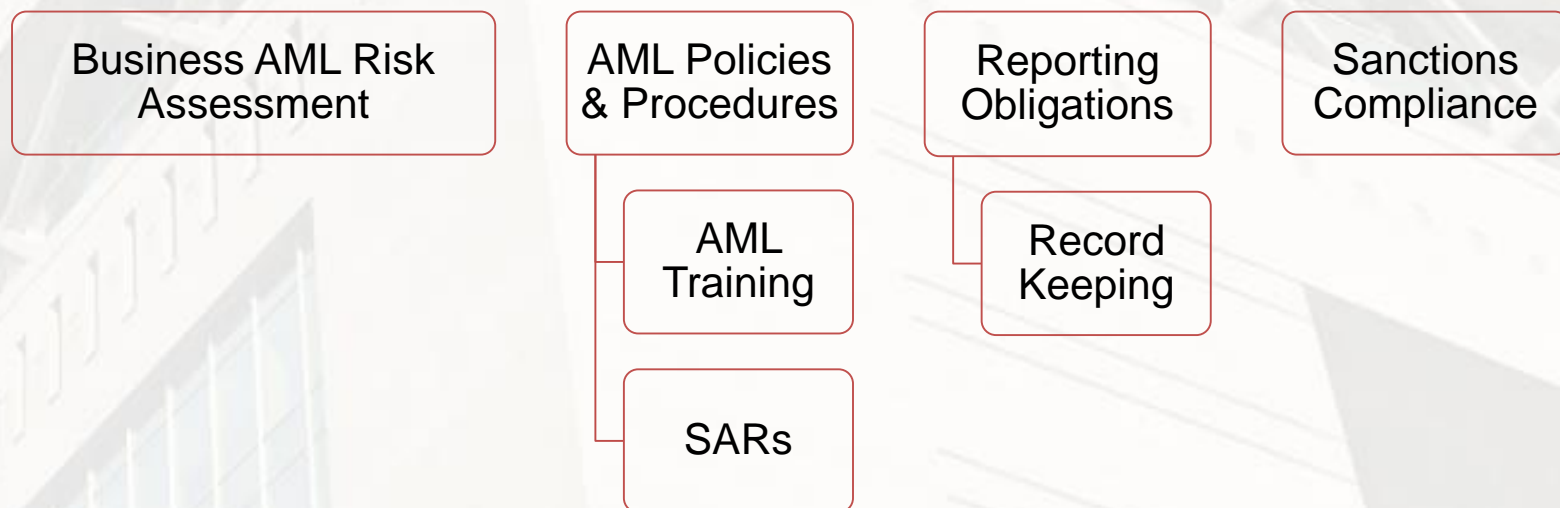 Business AML Risk
Assessment
AML Policies
& Procedures
AML
Training
SARs
Reporting
Obligations
Record
Keeping
Sanctions
Compliance